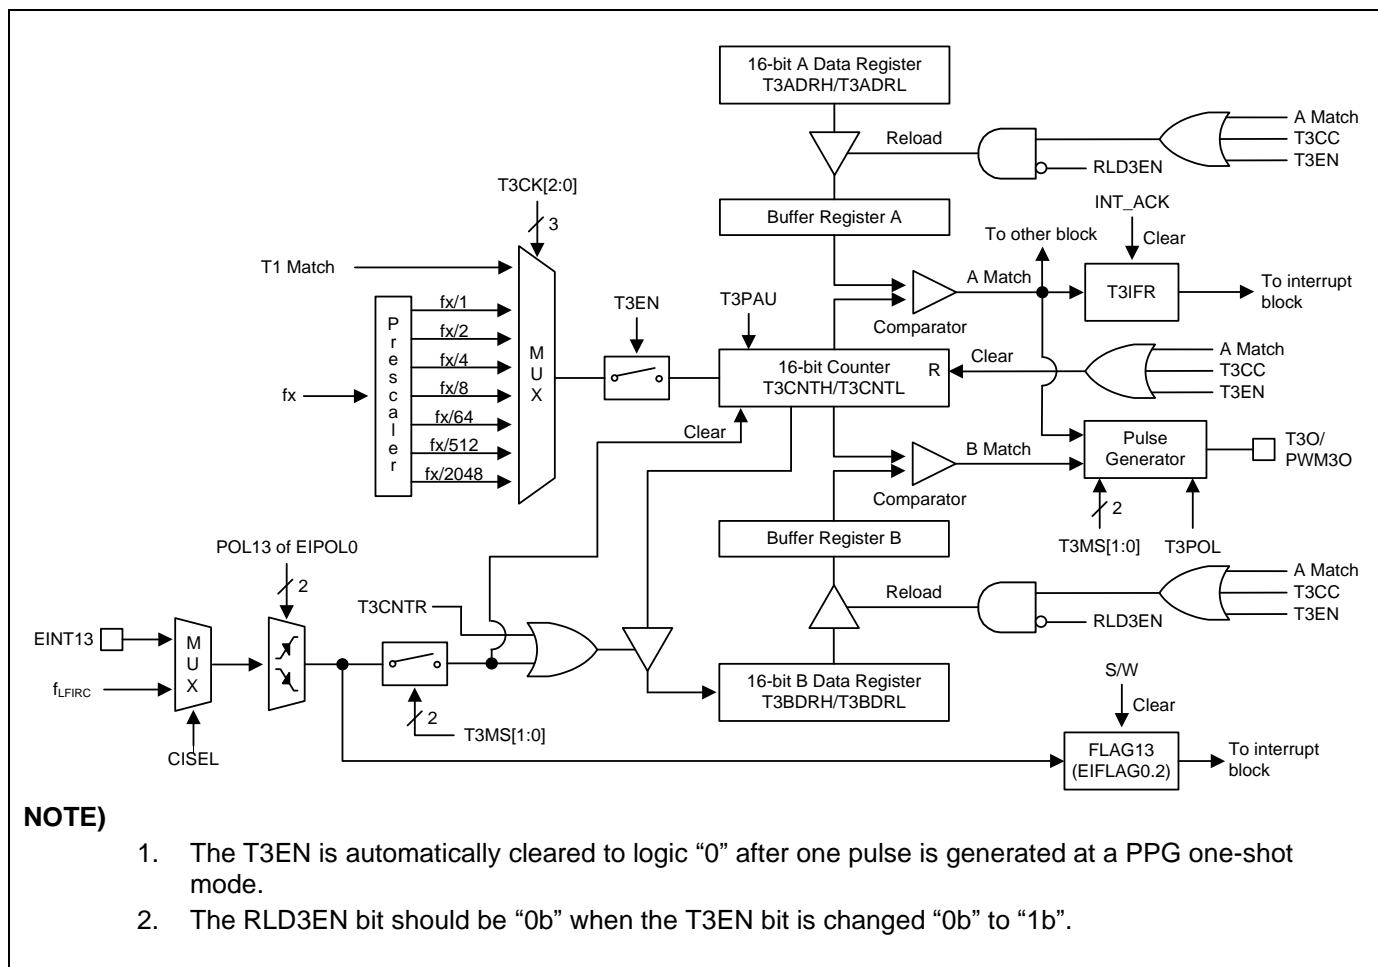 16-bit A Data Register
T3ADRH/T3ADRL
Reload
A Match
T3CC
T3EN
RLD3EN
T3CK[2:0]
3
Buffer Register A
INT_ACK
Clear
To other block
T1 Match
A Match
T3IFR
To interrupt
block
Comparator
Prescaler
fx/1
fx/2
fx/4
fx/8
fx/64
fx/512
fx/2048
fx
MUX
T3EN
T3PAU
16-bit Counter
T3CNTH/T3CNTL
R
Clear
A Match
T3CC
T3EN
Clear
B Match
Comparator
Pulse
Generator
T3O/
PWM3O
2
T3MS[1:0]
T3POL
Buffer Register B
POL13 of EIPOL0
2
Reload
A Match
T3CC
T3EN
RLD3EN
T3CNTR
EINT13
fLFIRC
MUX
CISEL
2
T3MS[1:0]
16-bit B Data Register
T3BDRH/T3BDRL
S/W
Clear
FLAG13
(EIFLAG0.2)
To interrupt
block
NOTE)
1. The T3EN is automatically cleared to logic “0” after one pulse is generated at a PPG one-shot
mode.
2. The RLD3EN bit should be “0b” when the T3EN bit is changed “0b” to “1b”.